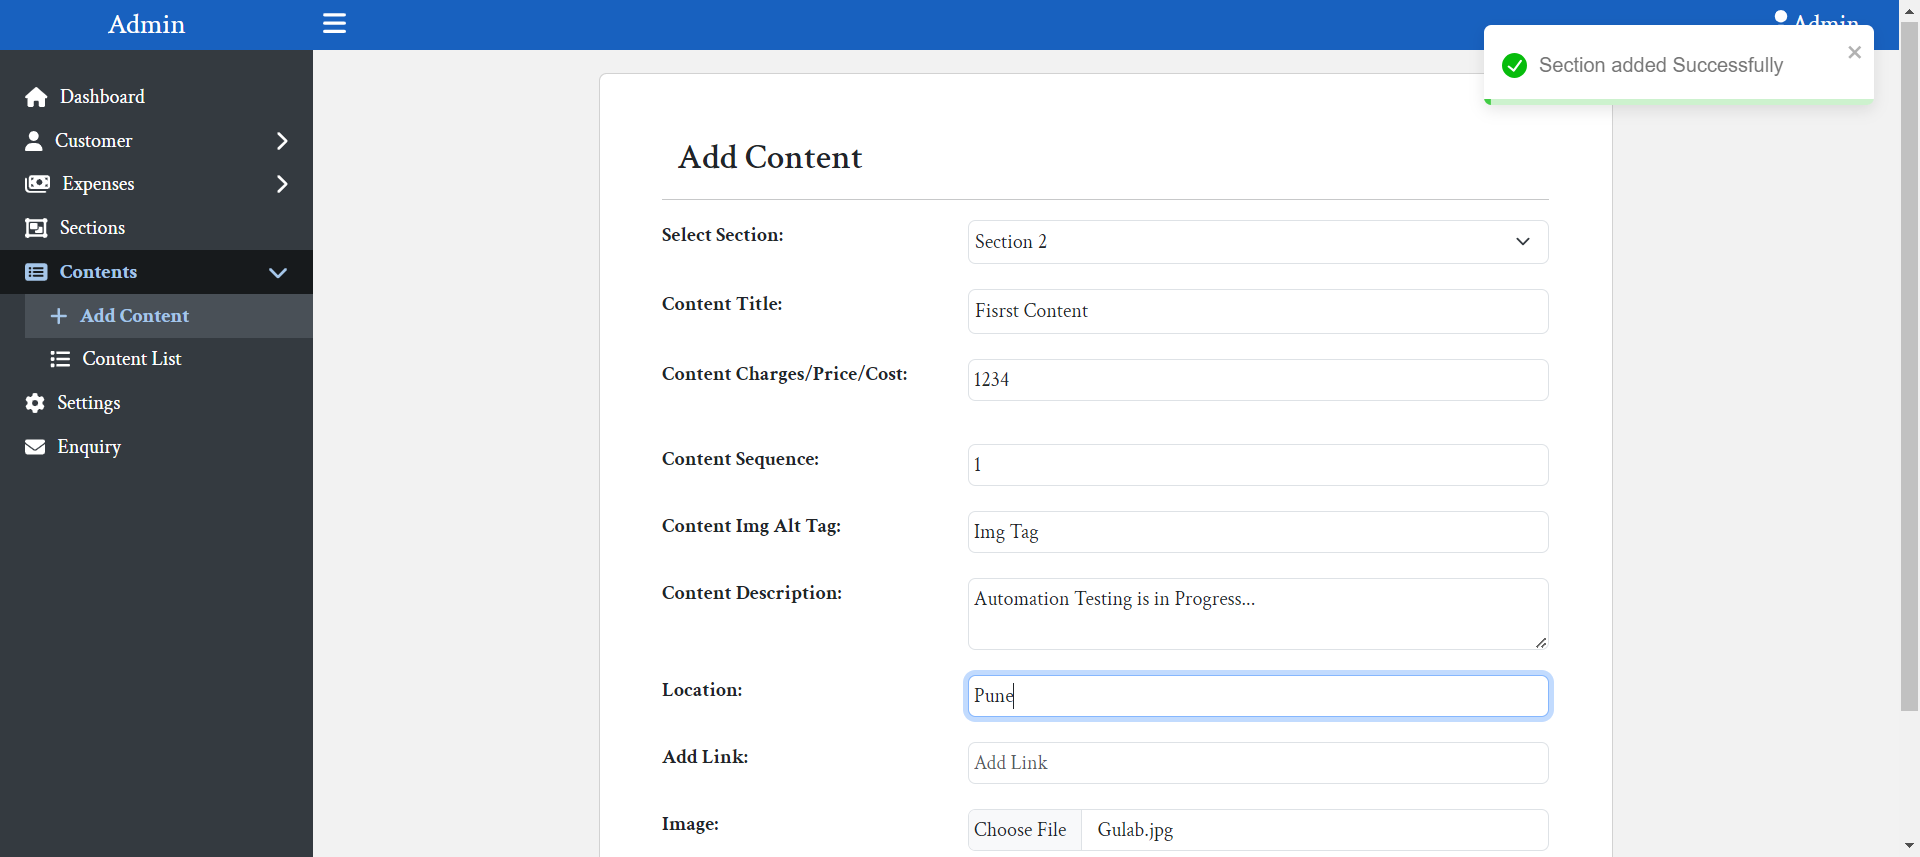 Admin
Admin
Section added Successfully
Dashboard
Customer
Expenses
Sections
Contents
Add Content
Content List
Settings
Enquiry
Add Content
Select Section:
Section 2
Content Title:
Fisrst Content
Content Charges/Price/Cost:
1234
Content Sequence:
1
Content Img Alt Tag:
Img Tag
Content Description:
Automation Testing is in Progress...
Location:
Pune
Add Link:
Add Link
Image:
Choose File Gulab.jpg